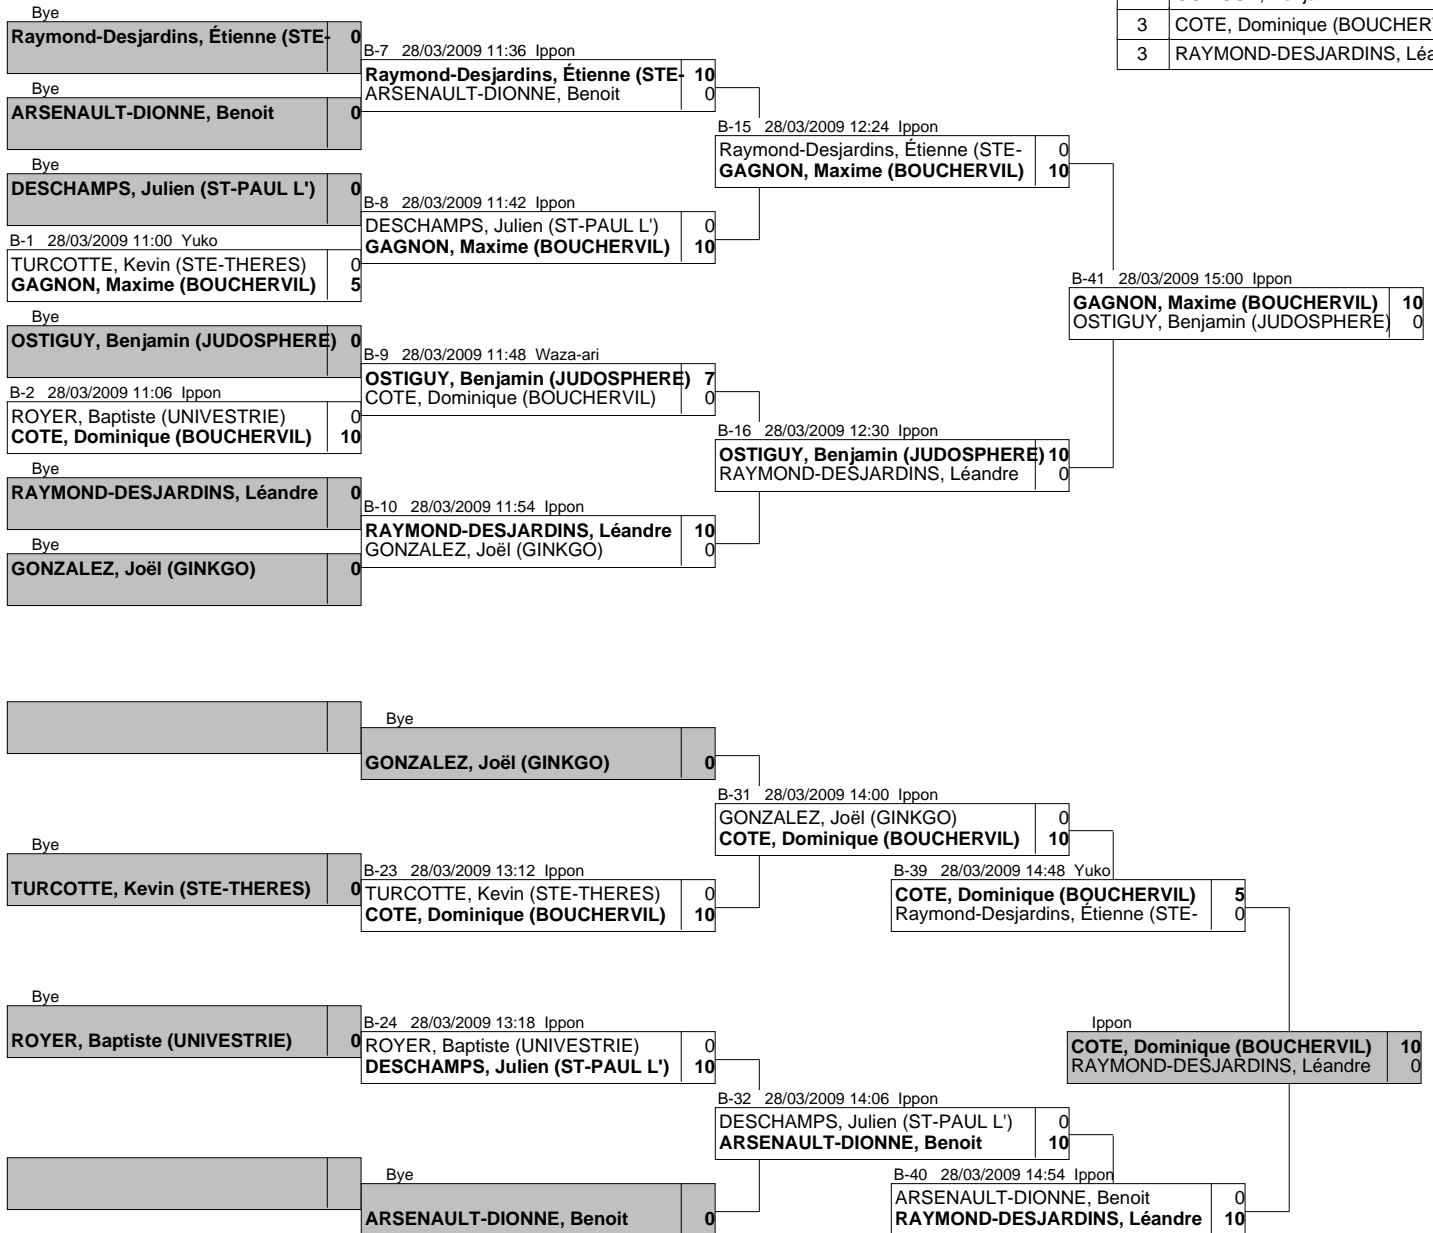 3 COTE, Dominique (BOUCHER
3 RAYMOND-DESJARDINS, Léa
Bye
Raymond-Desjardins, Étienne (STE- 0
Bye
ARSENAULT-DIONNE, Benoit 0
Bye
DESCHAMPS, Julien (ST-PAUL L') 0
B-1 28/03/2009 11:00 Yuko
TURCOTTE, Kevin (STE-THERES) 0
GAGNON, Maxime (BOUCHERVIL) 5
Bye
OSTIGUY, Benjamin (JUDOSPHERE) 0
B-2 28/03/2009 11:06 Ippon
ROYER, Baptiste (UNIVESTRIE) 0
COTE, Dominique (BOUCHERVIL) 10
Bye
RAYMOND-DESJARDINS, Léandre 0
Bye
GONZALEZ, Joël (GINKGO) 0
B-7 28/03/2009 11:36 Ippon
Raymond-Desjardins, Étienne (STE- 10
ARSENAULT-DIONNE, Benoit 0
B-8 28/03/2009 11:42 Ippon
DESCHAMPS, Julien (ST-PAUL L') 0
GAGNON, Maxime (BOUCHERVIL) 10
B-9 28/03/2009 11:48 Waza-ari
OSTIGUY, Benjamin (JUDOSPHERE) 7
COTE, Dominique (BOUCHERVIL) 0
B-10 28/03/2009 11:54 Ippon
RAYMOND-DESJARDINS, Léandre 10
GONZALEZ, Joël (GINKGO) 0
B-15 28/03/2009 12:24 Ippon
Raymond-Desjardins, Étienne (STE- 0
GAGNON, Maxime (BOUCHERVIL) 10
B-16 28/03/2009 12:30 Ippon
OSTIGUY, Benjamin (JUDOSPHERE) 10
RAYMOND-DESJARDINS, Léandre 0
B-41 28/03/2009 15:00 Ippon
GAGNON, Maxime (BOUCHERVIL) 10
OSTIGUY, Benjamin (JUDOSPHERE) 0
Bye
GONZALEZ, Joël (GINKGO) 0
Bye
TURCOTTE, Kevin (STE-THERES) 0
B-23 28/03/2009 13:12 Ippon
TURCOTTE, Kevin (STE-THERES) 0
COTE, Dominique (BOUCHERVIL) 10
B-31 28/03/2009 14:00 Ippon
GONZALEZ, Joël (GINKGO) 0
COTE, Dominique (BOUCHERVIL) 10
B-39 28/03/2009 14:48 Yuko
COTE, Dominique (BOUCHERVIL) 5
Raymond-Desjardins, Étienne (STE- 0
Bye
ROYER, Baptiste (UNIVESTRIE) 0
B-24 28/03/2009 13:18 Ippon
ROYER, Baptiste (UNIVESTRIE) 0
DESCHAMPS, Julien (ST-PAUL L') 10
Bye
ARSENAULT-DIONNE, Benoit 0
B-32 28/03/2009 14:06 Ippon
DESCHAMPS, Julien (ST-PAUL L') 0
ARSENAULT-DIONNE, Benoit 10
B-40 28/03/2009 14:54 Ippon
ARSENAULT-DIONNE, Benoit 0
RAYMOND-DESJARDINS, Léandre 10
Ippon
COTE, Dominique (BOUCHERVIL) 10
RAYMOND-DESJARDINS, Léandre 0